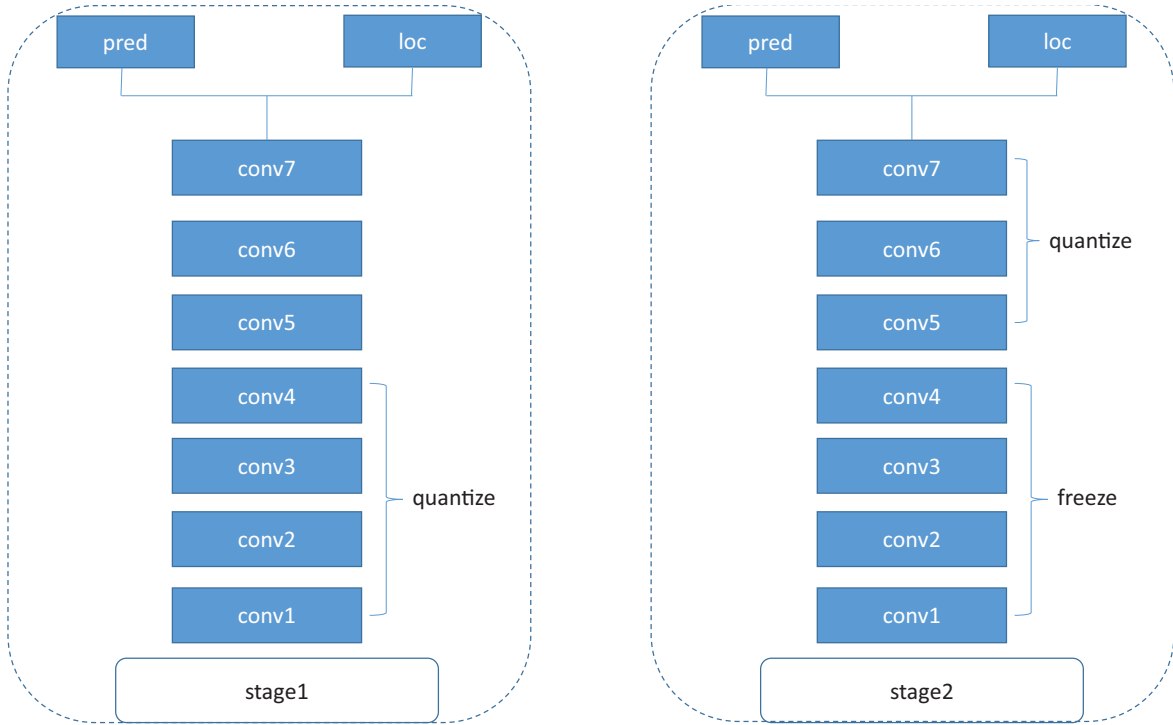 pred
loc
conv7
conv6
conv5
conv4
conv3
quantize
conv2
conv1
stage1
pred
loc
conv7
conv6
quantize
conv5
conv4
conv3
freeze
conv2
conv1
stage2